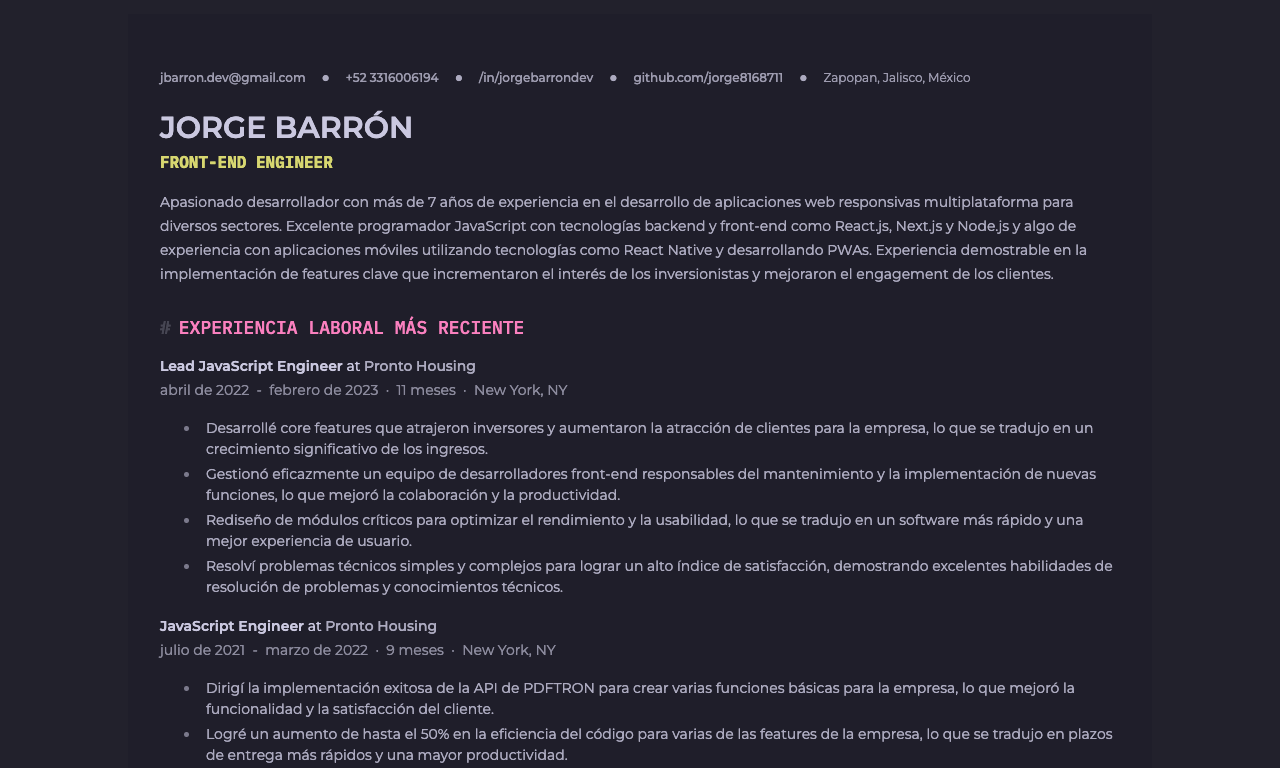 jbarron.dev@gmail.com ● +52 3316006194 ● /in/jorgebarrondev ● github.com/jorge8168711 ● Zapopan, Jalisco, México
JORGE BARRÓN
FRONT-END ENGINEER
Apasionado desarrollador con más de 7 años de experiencia en el desarrollo de aplicaciones web responsivas multiplataforma para
diversos sectores. Excelente programador JavaScript con tecnologías backend y front-end como React.js, Next.js y Node.js y algo de
experiencia con aplicaciones móviles utilizando tecnologías como React Native y desarrollando PWAs. Experiencia demostrable en la
implementación de features clave que incrementaron el interés de los inversionistas y mejoraron el engagement de los clientes.
# EXPERIENCIA LABORAL MÁS RECIENTE
Lead JavaScript Engineer at Pronto Housing
abril de 2022 - febrero de 2023 · 11 meses · New York, NY
• Desarrollé core features que atrajeron inversores y aumentaron la atracción de clientes para la empresa, lo que se tradujo en un
crecimiento significativo de los ingresos.
• Gestionó eficazmente un equipo de desarrolladores front-end responsables del mantenimiento y la implementación de nuevas
funciones, lo que mejoró la colaboración y la productividad.
• Rediseño de módulos críticos para optimizar el rendimiento y la usabilidad, lo que se tradujo en un software más rápido y una
mejor experiencia de usuario.
• Resolví problemas técnicos simples y complejos para lograr un alto índice de satisfacción, demostrando excelentes habilidades de
resolución de problemas y conocimientos técnicos.
JavaScript Engineer at Pronto Housing
julio de 2021 - marzo de 2022 · 9 meses · New York, NY
• Dirigí la implementación exitosa de la API de PDFTRON para crear varias funciones básicas para la empresa, lo que mejoró la
funcionalidad y la satisfacción del cliente.
• Logré un aumento de hasta el 50% en la eficiencia del código para varias de las features de la empresa, lo que se tradujo en plazos
de entrega más rápidos y una mayor productividad.